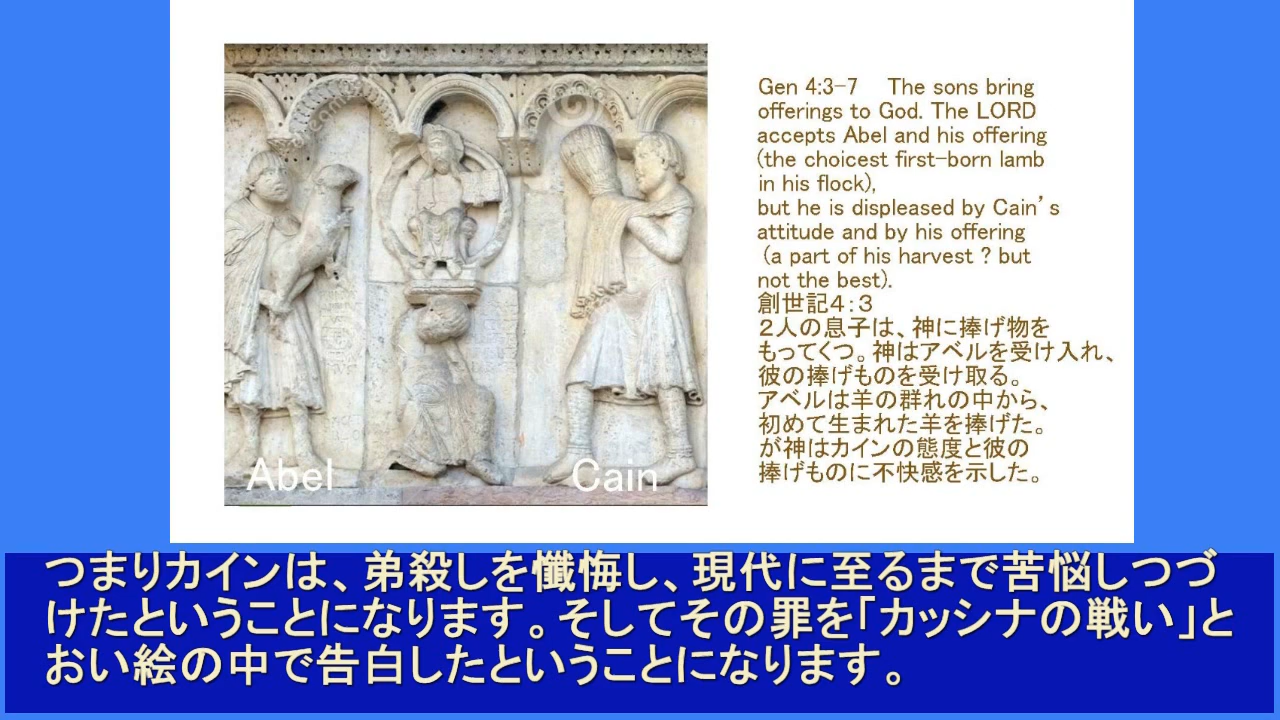 Gen 4:3-7 The sons bring
offerings to God. The LORD
accepts Abel and his offering
(the choicest first-born lamb
in his flock),
but he is displeased by Cain's
attitude and by his offering
(a part of his harvest ? but
not the best).
創世記4:3
2人の息子は、神に捧げ物を
もってくつ。神はアベルを受け入れ、
彼の捧げものを受け取る。
アベルは羊の群れの中から、
初めて生まれた羊を捧げた。
が神はカインの態度と彼の
捧げものに不快感を示した。
Abel
Cain
つまりカインは、弟殺しを懺悔し、現代に至るまで苦悩しつづ
けたということになります。そしてその罪を「カッシナの戦い」と
おい絵の中で告白したということになります。